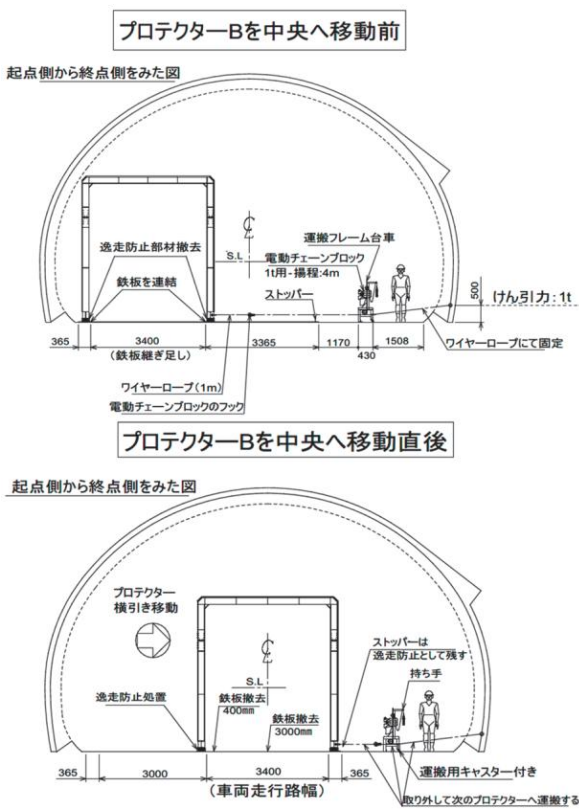 プロテクターBを中央へ移動前
起点側から終点側をみた図
逸走防止部材撤去
鉄板を連結
S.L
運搬フレーム台車
電動チェーンブロック
1t用-揚程:4m
ストッパー
500
けん引力:1t
ワイヤーロープにて固定
365
3400
(鉄板継ぎ足し)
3365
1170
430
1508
ワイヤーロープ(1m)
電動チェーンブロックのフック
プロテクターBを中央へ移動直後
起点側から終点側をみた図
プロテクター
横引き移動
S.L
ストッパーは
逸走防止として残す
持ち手
逸走防止処置
鉄板撤去
400mm
鉄板撤去
3000mm
365
3000
3400
(車両走行路幅)
365
運搬用キャスター付き
取り外して次のプロテクターへ運搬する